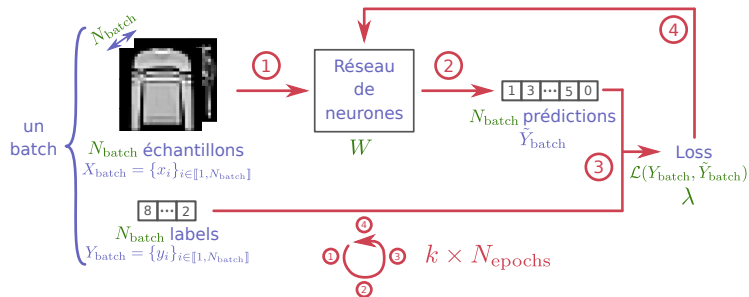 un
batch
N_batch
N_batch échantillons
X_batch = {x_i}_{i∈⟦1,N_batch⟧}
8 ··· 2
N_batch labels
Y_batch = {y_i}_{i∈⟦1,N_batch⟧}
1
Réseau
de
neurones
W
2
1 3 ··· 5 0
N_batch prédictions
Ỹ_batch
3
4
Loss
ℒ(Y_batch, Ỹ_batch)
λ
4
1
3
2
k × N_epochs